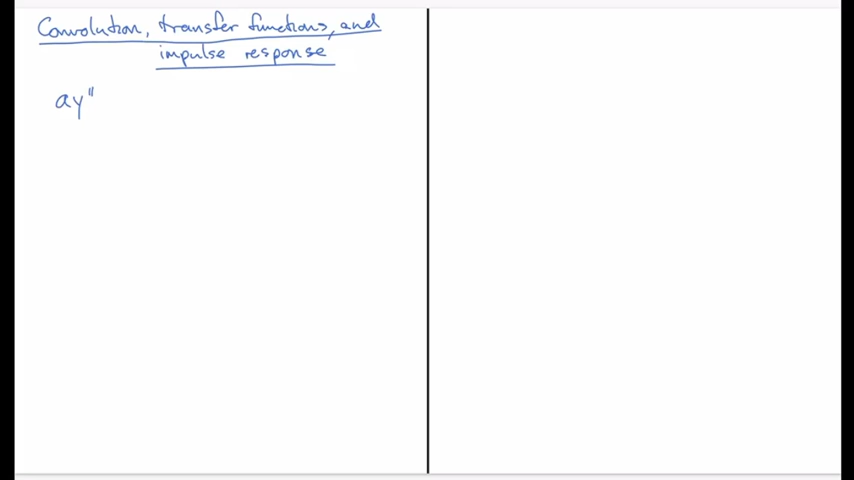 Convolution, transfer functions, and
impulse response
ay"